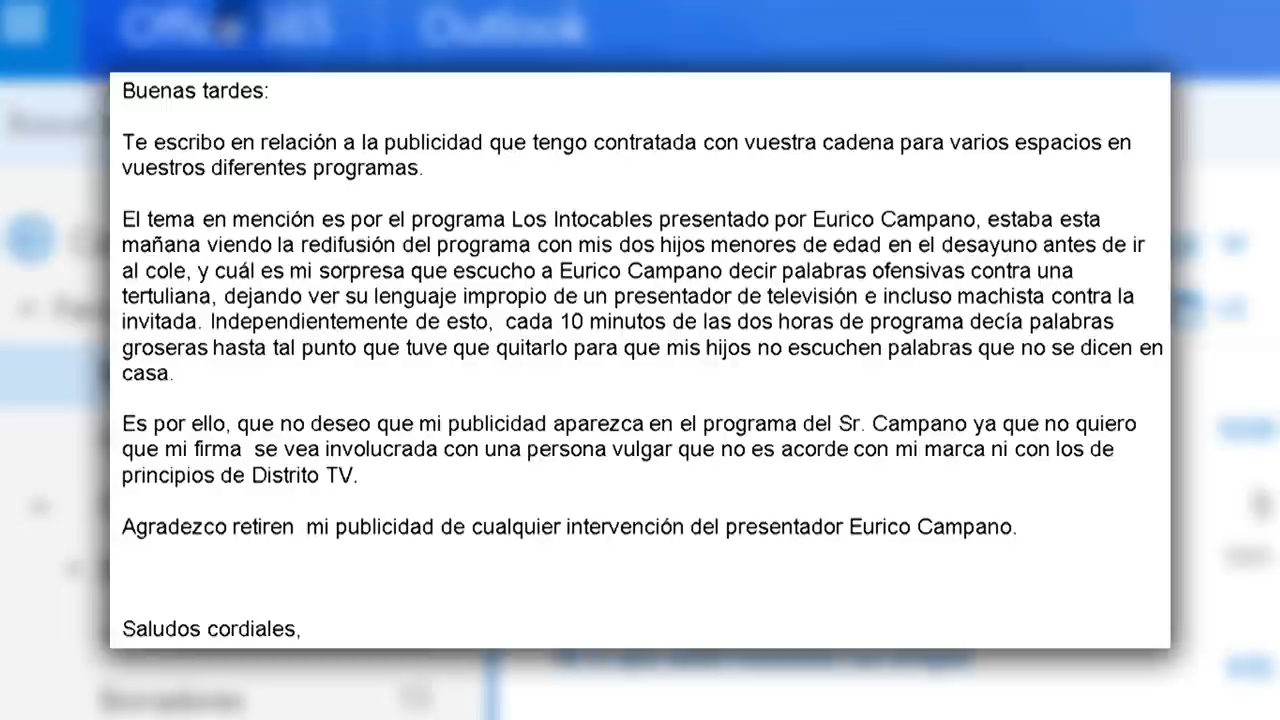 Office 365 Outlook
Buenas tardes:
Te escribo en relación a la publicidad que tengo contratada con vuestra cadena para varios espacios en
vuestros diferentes programas.
El tema en mención es por el programa Los Intocables presentado por Eurico Campano, estaba esta
mañana viendo la redifusión del programa con mis dos hijos menores de edad en el desayuno antes de ir
al cole, y cuál es mi sorpresa que escucho a Eurico Campano decir palabras ofensivas contra una
tertuliana, dejando ver su lenguaje impropio de un presentador de televisión e incluso machista contra la
invitada. Independientemente de esto,  cada 10 minutos de las dos horas de programa decía palabras
groseras hasta tal punto que tuve que quitarlo para que mis hijos no escuchen palabras que no se dicen en
casa.
Es por ello, que no deseo que mi publicidad aparezca en el programa del Sr. Campano ya que no quiero
que mi firma  se vea involucrada con una persona vulgar que no es acorde con mi marca ni con los de
principios de Distrito TV.
Agradezco retiren  mi publicidad de cualquier intervención del presentador Eurico Campano.
Saludos cordiales,
Borradores